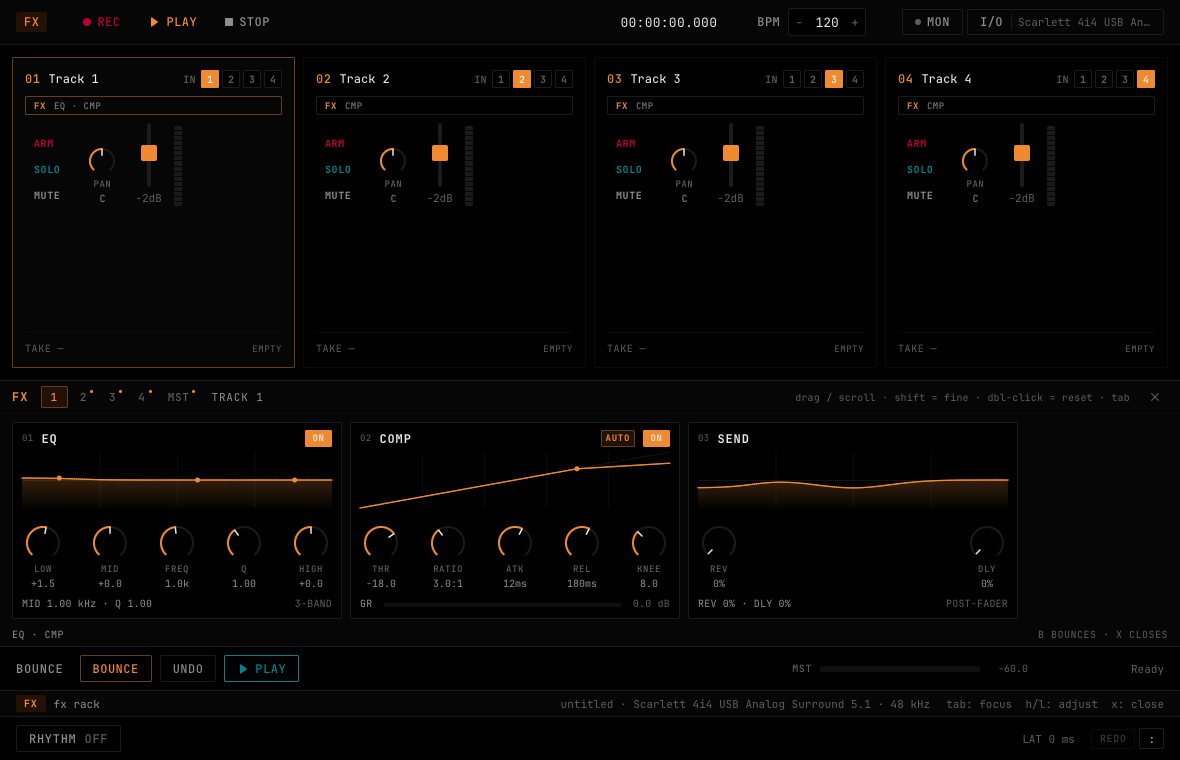 FX REC PLAY STOP 00:00:00.000 BPM - 120 + MON I/O Scarlett 4i4 USB An…
01 Track 1 IN 1 2 3 4 02 Track 2 IN 1 2 3 4 03 Track 3 IN 1 2 3 4 04 Track 4 IN 1 2 3 4
FX EQ · CMP FX CMP FX CMP FX CMP
ARM ARM ARM ARM
SOLO SOLO SOLO SOLO
PAN PAN PAN PAN
MUTE C -2dB MUTE C -2dB MUTE C -2dB MUTE C -2dB
TAKE — EMPTY TAKE — EMPTY TAKE — EMPTY TAKE — EMPTY
FX 1 2 3 4 MST TRACK 1 drag / scroll · shift = fine · dbl-click = reset · tab ×
01 EQ ON 02 COMP AUTO ON 03 SEND
LOW MID FREQ Q HIGH THR RATIO ATK REL KNEE REV DLY
+1.5 +0.0 1.0k 1.00 +0.0 -18.0 3.0:1 12ms 180ms 8.0 0% 0%
MID 1.00 kHz · Q 1.00 3-BAND GR 0.0 dB REV 0% · DLY 0% POST-FADER
EQ · CMP B BOUNCES · X CLOSES
BOUNCE BOUNCE UNDO PLAY MST -60.0 Ready
FX fx rack untitled · Scarlett 4i4 USB Analog Surround 5.1 · 48 kHz tab: focus h/l: adjust x: close
RHYTHM OFF LAT 0 ms REDO :